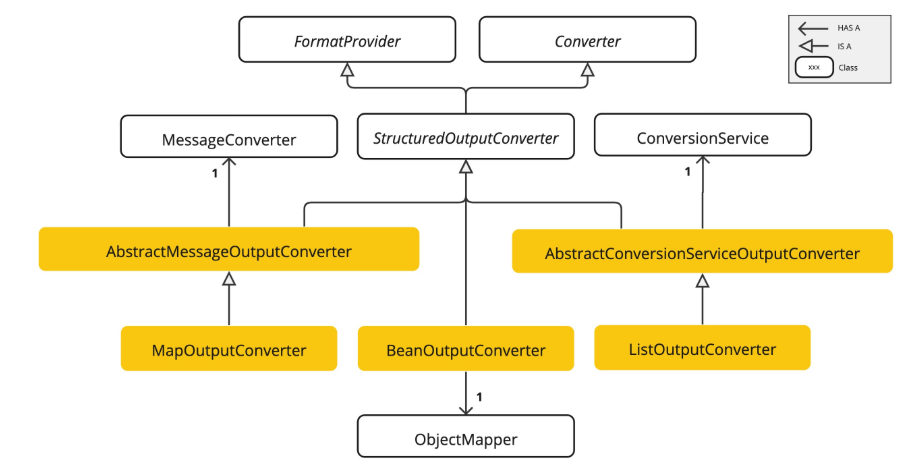 FormatProvider
Converter
HAS A
IS A
xxx
Class
MessageConverter
StructuredOutputConverter
ConversionService
1
1
AbstractMessageOutputConverter
AbstractConversionServiceOutputConverter
MapOutputConverter
BeanOutputConverter
ListOutputConverter
1
ObjectMapper